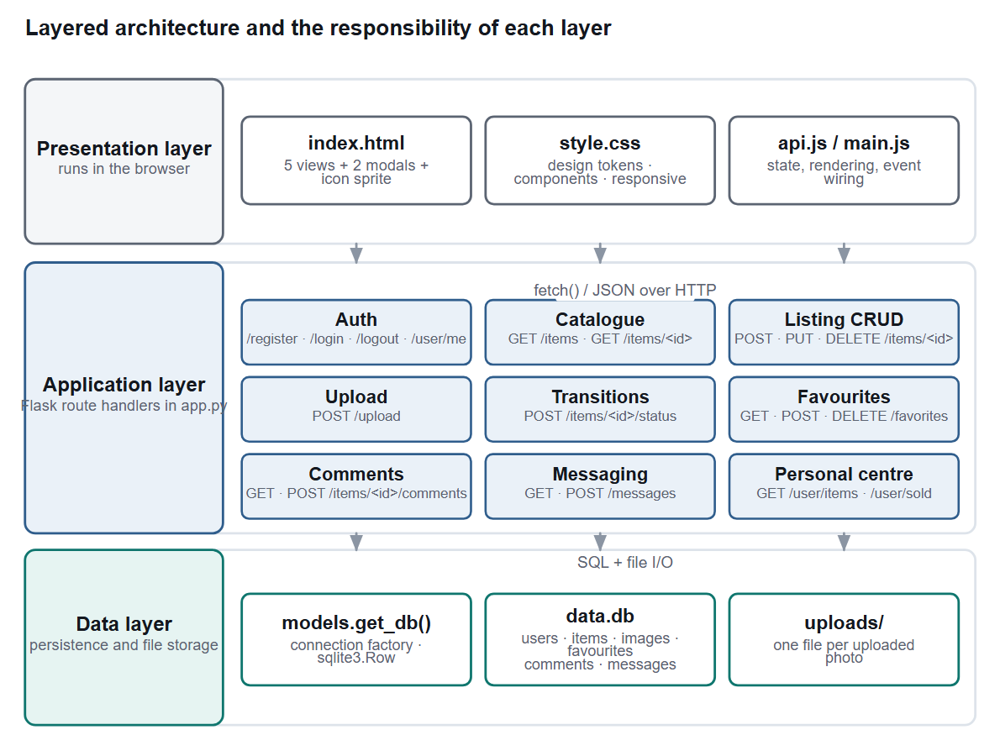 Layered architecture and the responsibility of each layer
Presentation layer
runs in the browser
index.html
5 views + 2 modals +
icon sprite
style.css
design tokens ·
components · responsive
api.js / main.js
state, rendering, event
wiring
fetch() / JSON over HTTP
Application layer
Flask route handlers in app.py
Auth
/register · /login · /logout · /user/me
Catalogue
GET /items · GET /items/<id>
Listing CRUD
POST · PUT · DELETE /items/<id>
Upload
POST /upload
Transitions
POST /items/<id>/status
Favourites
GET · POST · DELETE /favorites
Comments
GET · POST /items/<id>/comments
Messaging
GET · POST /messages
Personal centre
GET /user/items · /user/sold
SQL + file I/O
Data layer
persistence and file storage
models.get_db()
connection factory ·
sqlite3.Row
data.db
users · items · images ·
favourites
comments · messages
uploads/
one file per uploaded
photo